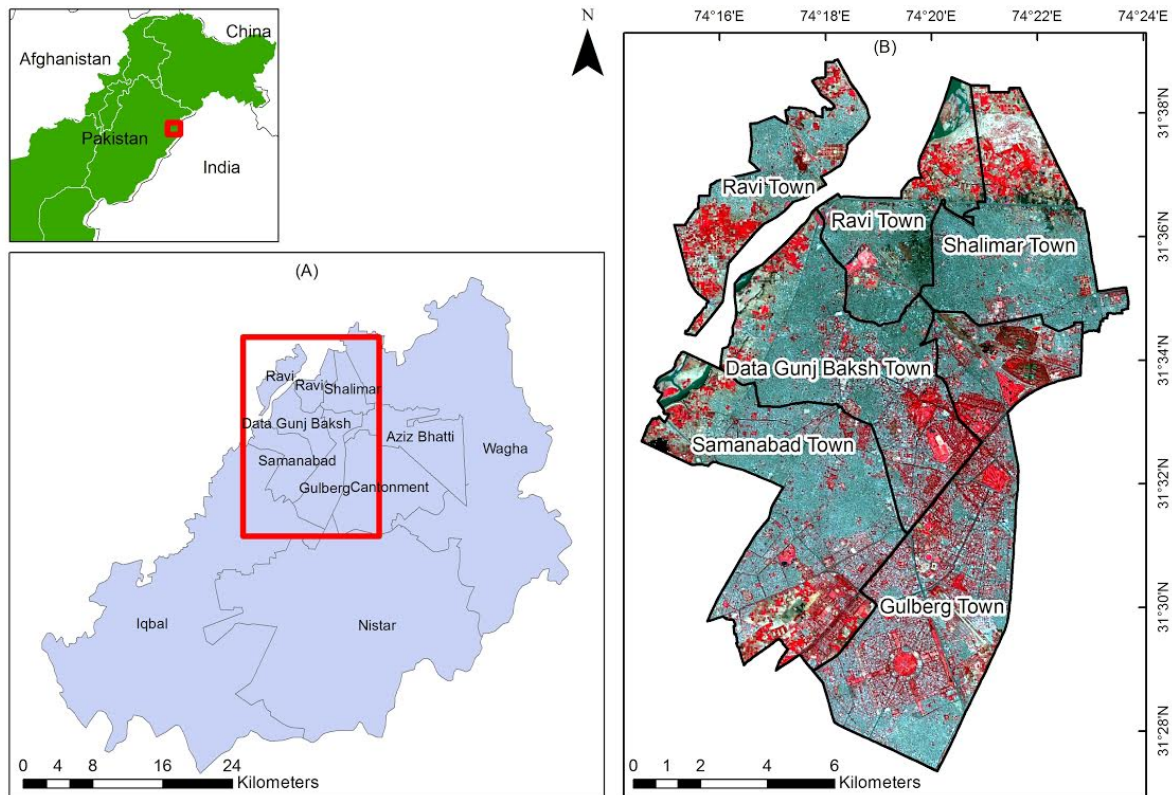 China
Afghanistan
Pakistan
India
N
(A)
Ravi
Ravi
Shalimar
Data Gunj Baksh
Aziz Bhatti
Wagha
Samanabad
Gulberg
Cantonment
Iqbal
Nistar
0 4 8 16 24
Kilometers
74°16'E 74°18'E 74°20'E 74°22'E 74°24'E
(B)
31°38'N
Ravi Town
Ravi Town
Shalimar Town
31°36'N
31°34'N
Data Gunj Baksh Town
Samanabad Town
31°32'N
31°30'N
Gulberg Town
31°28'N
0 1 2 4 6
Kilometers